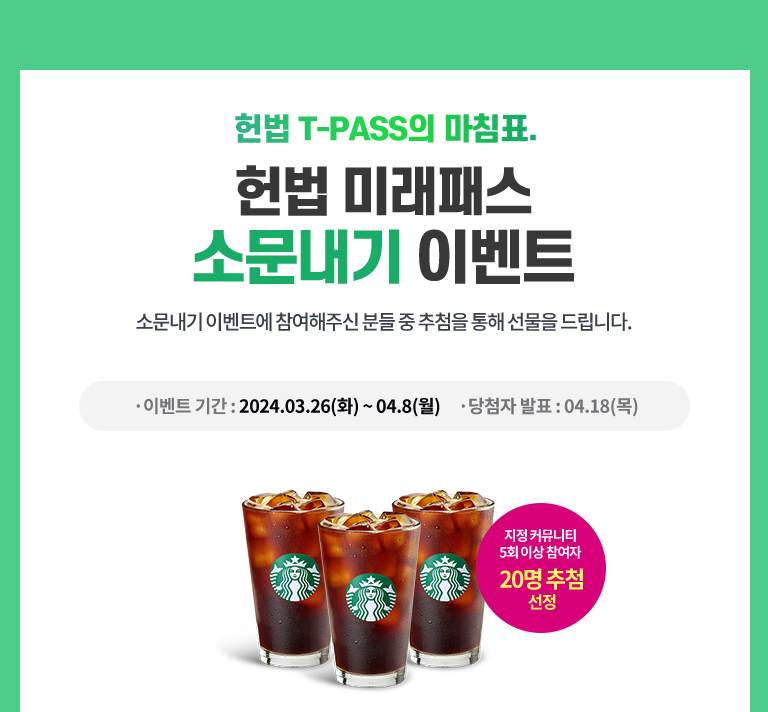 헌법 T-PASS의 마침표.
헌법 미래패스
소문내기 이벤트
소문내기 이벤트에 참여해주신 분들 중 추첨을 통해 선물을 드립니다.
· 이벤트 기간 : 2024.03.26(화) ~ 04.8(월) · 당첨자 발표 : 04.18(목)
지정 커뮤니티
5회 이상 참여자
20명 추첨
선정